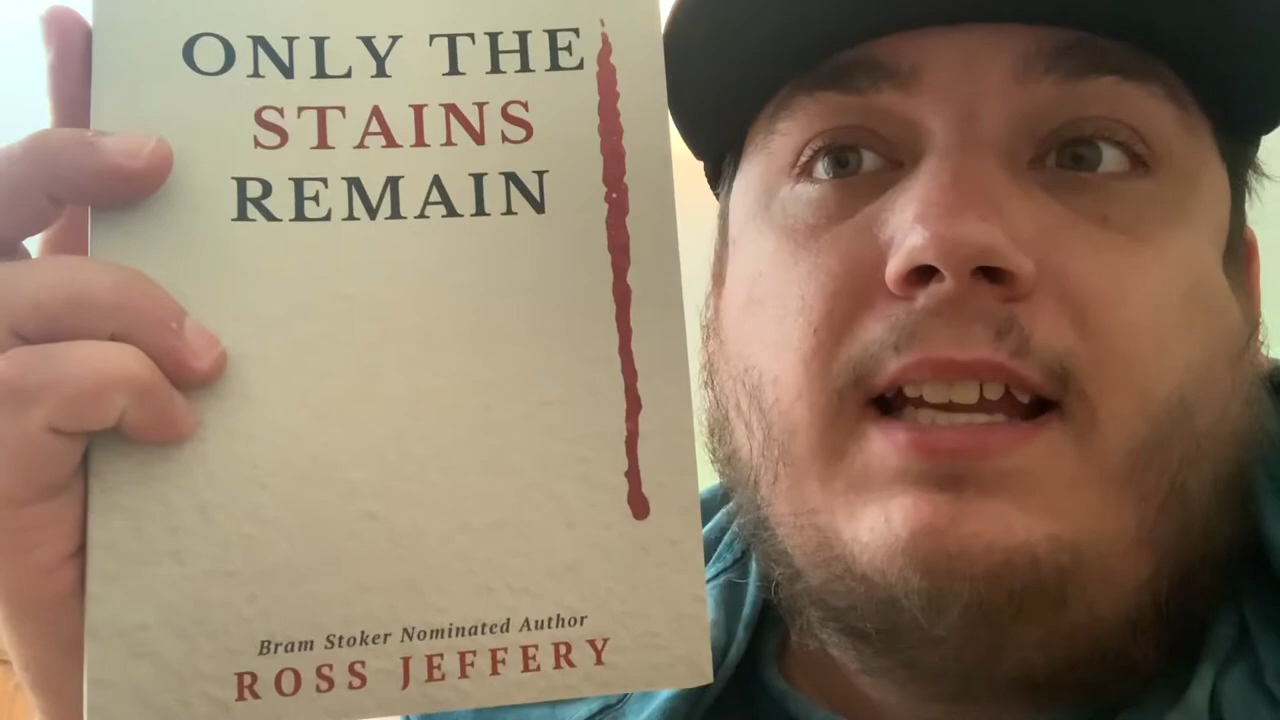 ONLY THE
STAINS
REMAIN
Bram Stoker Nominated Author
ROSS JEFFERY